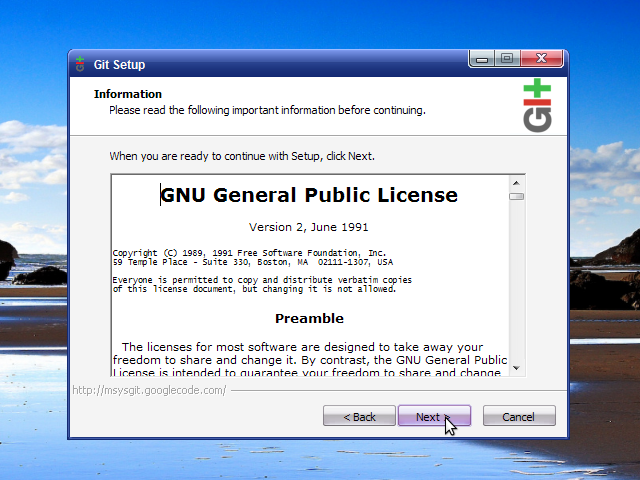 Git Setup
Information
Please read the following important information before continuing.
GIt
When you are ready to continue with Setup, click Next.
GNU General Public License
Version 2, June 1991
Copyright (C) 1989, 1991 Free Software Foundation, Inc.
59 Temple Place - Suite 330, Boston, MA  02111-1307, USA
Everyone is permitted to copy and distribute verbatim copies
of this license document, but changing it is not allowed.
Preamble
The licenses for most software are designed to take away your
freedom to share and change it. By contrast, the GNU General Public
License is intended to guarantee your freedom to share and change
http://msysgit.googlecode.com/
< Back
Next >
Cancel